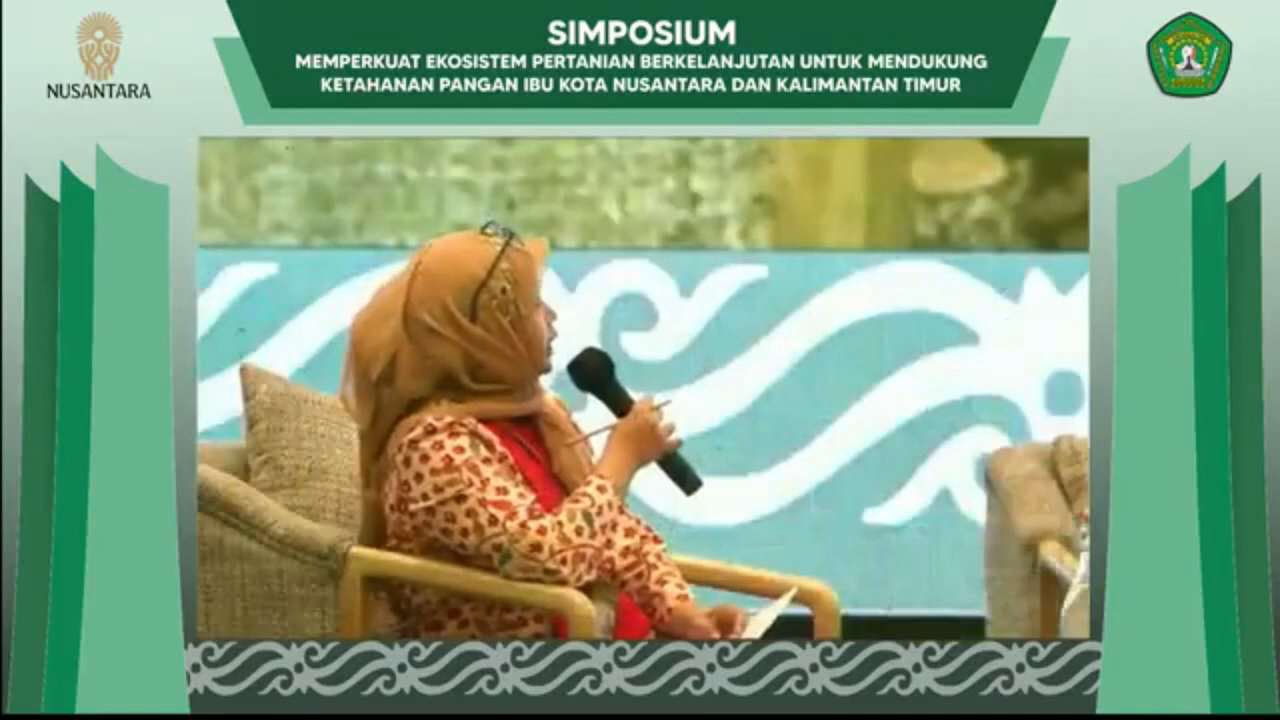 SIMPOSIUM
MEMPERKUAT EKOSISTEM PERTANIAN BERKELANJUTAN UNTUK MENDUKUNG
KETAHANAN PANGAN IBU KOTA NUSANTARA DAN KALIMANTAN TIMUR
NUSANTARA